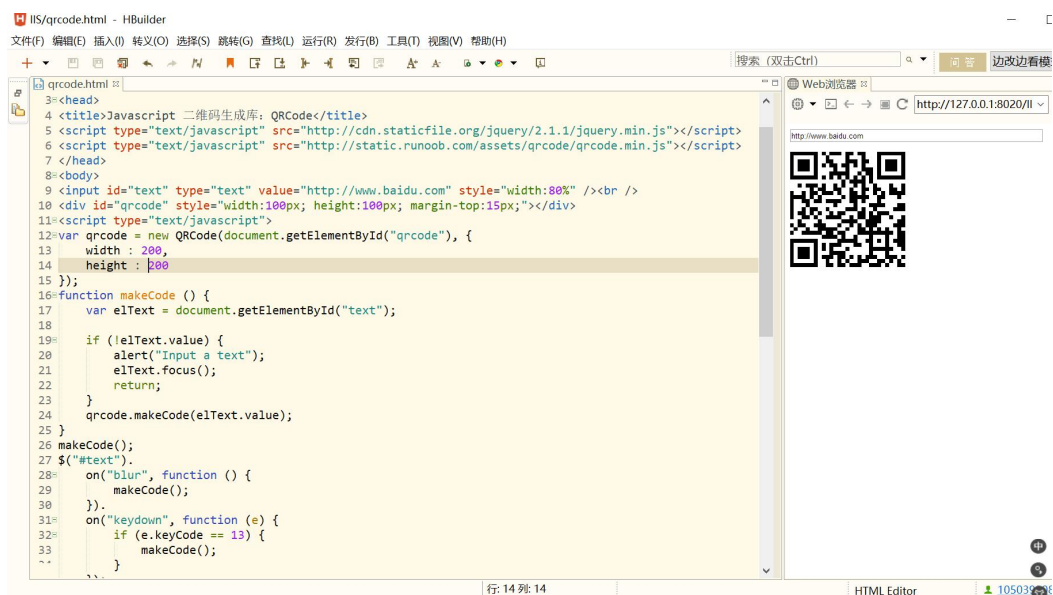 IIS/qrcode.html - HBuilder
文件(F) 编辑(E) 插入(I) 转义(O) 选择(S) 跳转(G) 查找(L) 运行(R) 发行(B) 工具(T) 视图(V) 帮助(H)
搜索 (双击Ctrl)
问 答
边改边看模
qrcode.html
Web浏览器
http://127.0.0.1:8020/II
http://www.baidu.com
3 <head>
4 <title>Javascript 二维码生成库：QRCode</title>
5 <script type="text/javascript" src="http://cdn.staticfile.org/jquery/2.1.1/jquery.min.js"></script>
6 <script type="text/javascript" src="http://static.runoob.com/assets/qrcode/qrcode.min.js"></script>
7 </head>
8 <body>
9 <input id="text" type="text" value="http://www.baidu.com" style="width:80%" /><br />
10 <div id="qrcode" style="width:100px; height:100px; margin-top:15px;"></div>
11 <script type="text/javascript">
12 var qrcode = new QRCode(document.getElementById("qrcode"), {
13 width : 200,
14 height : 200
15 });
16 function makeCode () {
17 var elText = document.getElementById("text");
18
19 if (!elText.value) {
20 alert("Input a text");
21 elText.focus();
22 return;
23 }
24 qrcode.makeCode(elText.value);
25 }
26 makeCode();
27 $("#text").
28 on("blur", function () {
29 makeCode();
30 }).
31 on("keydown", function (e) {
32 if (e.keyCode == 13) {
33 makeCode();
}
行: 14 列: 14
HTML Editor
中